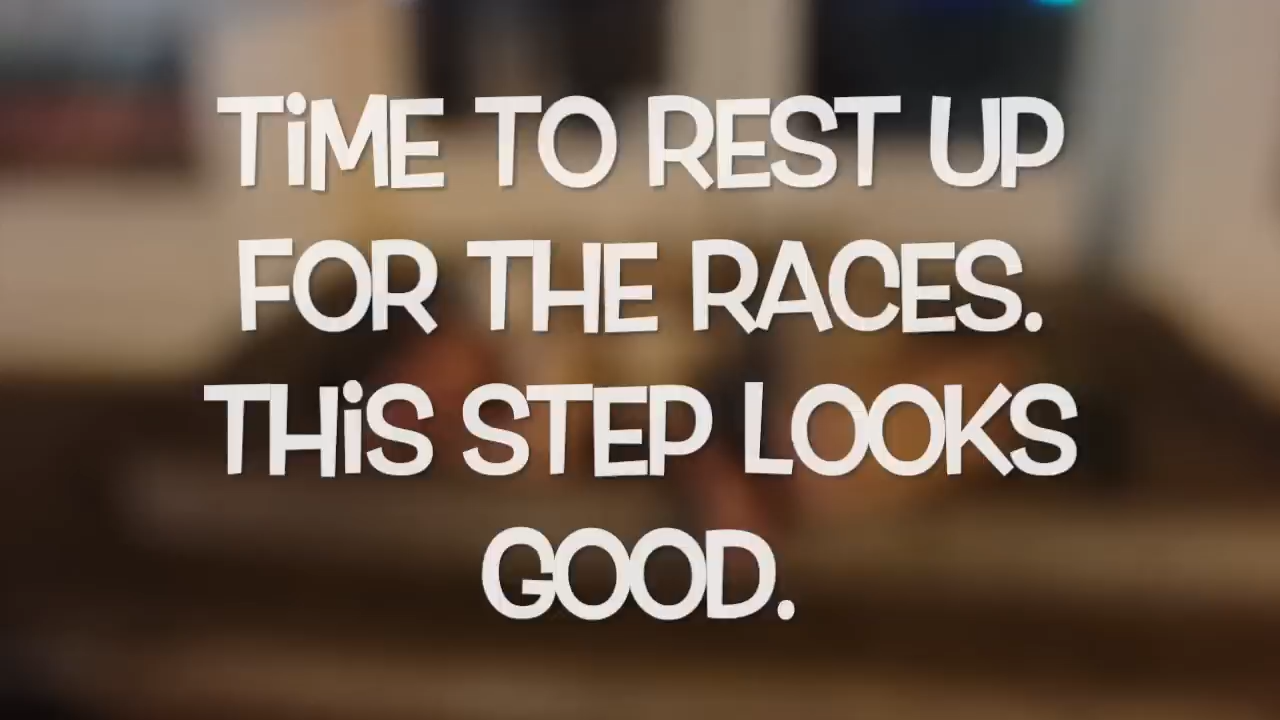 TiME TO REST UP
FOR THE RACES.
THiS STEP LOOKS
GOOD.